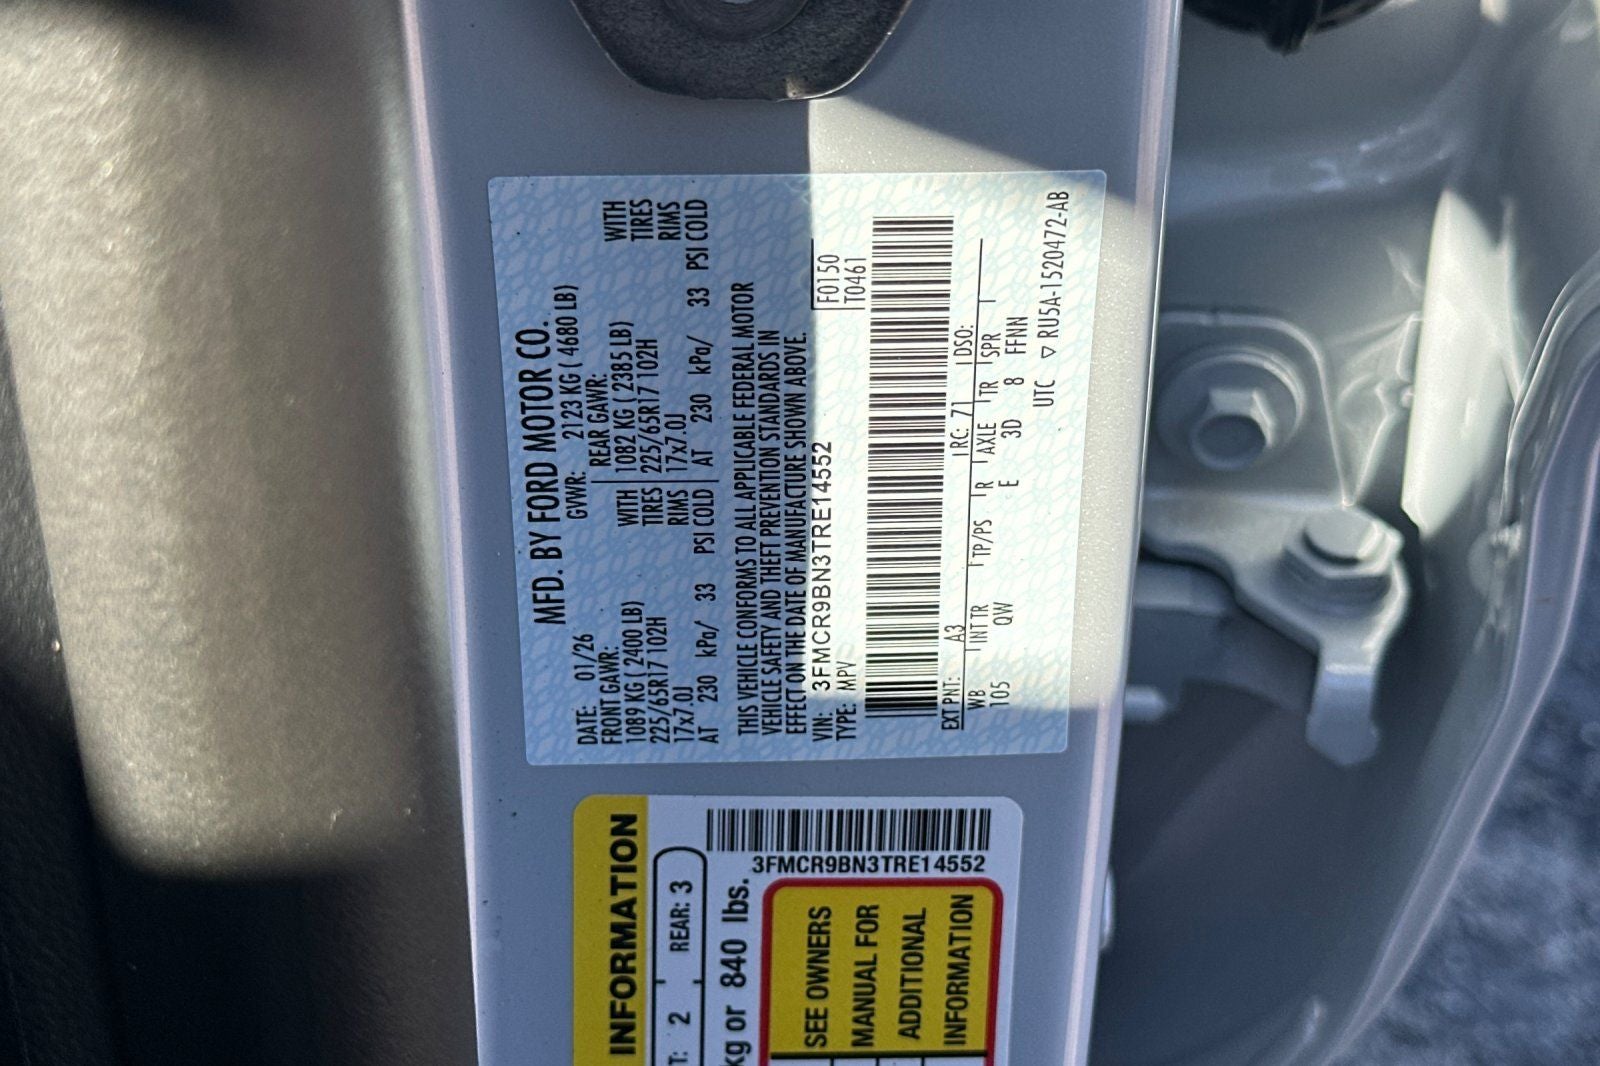 MFD. BY FORD MOTOR CO.
DATE: 01/26 GVWR: 2123 KG ( 4680 LB)
FRONT GAWR: REAR GAWR:
1089 KG ( 2400 LB) WITH 1082 KG ( 2385 LB) WITH
225/65R17 102H TIRES 225/65R17 102H TIRES
17x7.0J RIMS 17x7.0J RIMS
AT 230 kPa/ 33 PSI COLD AT 230 kPa/ 33 PSI COLD
THIS VEHICLE CONFORMS TO ALL APPLICABLE FEDERAL MOTOR
VEHICLE SAFETY AND THEFT PREVENTION STANDARDS IN
EFFECT ON THE DATE OF MANUFACTURE SHOWN ABOVE.
VIN: 3FMCR9BN3TRE14552 F0150
TYPE: MPV T0461
EXT PNT: A3 RC: 71 DSO:
WB INT TR TP/PS R AXLE TR SPR
105 QW E 3D 8 FFNN
UTC ▽ RU5A-1520472-AB
INFORMATION
T: 2 REAR: 3
kg or 840 lbs.
3FMCR9BN3TRE14552
SEE OWNERS
MANUAL FOR
ADDITIONAL
INFORMATION